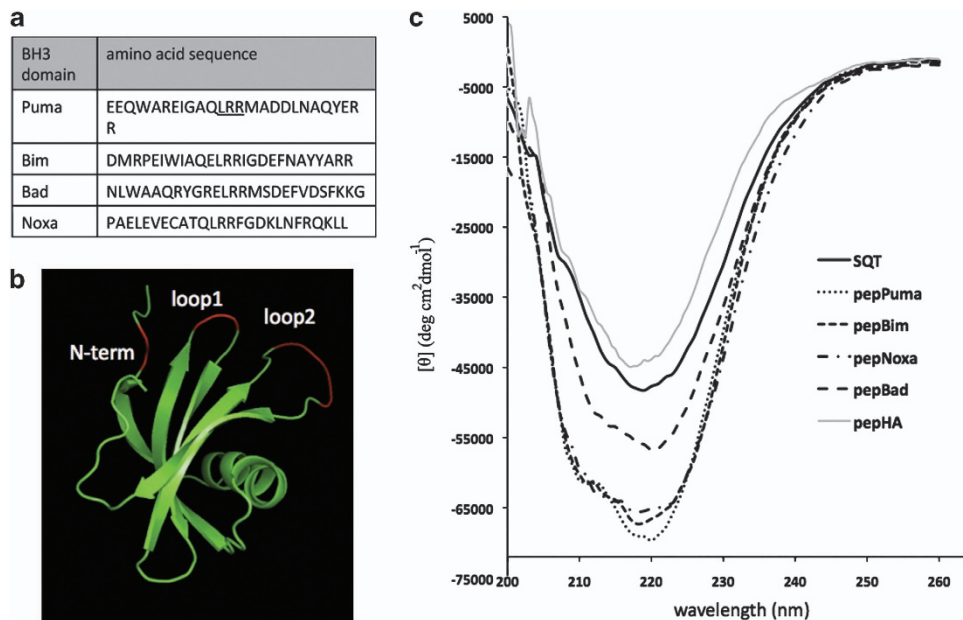 a
BH3 domain
amino acid sequence
Puma
EEQWAREIGAQLRRMADDLNAQYER
R
Bim
DMRPEIWIAQELRRIGDEFNAYYARR
Bad
NLWAAQRYGRELRRMSDEFVDSFKKG
Noxa
PAELEVECATQLRRFGDKLNFRQKLL
b
N-term
loop1
loop2
c
[θ] (deg cm²dmol⁻¹)
5000
-5000
-15000
-25000
-35000
-45000
-55000
-65000
-75000
200
210
220
230
240
250
260
wavelength (nm)
SQT
pepPuma
pepBim
pepNoxa
pepBad
pepHA